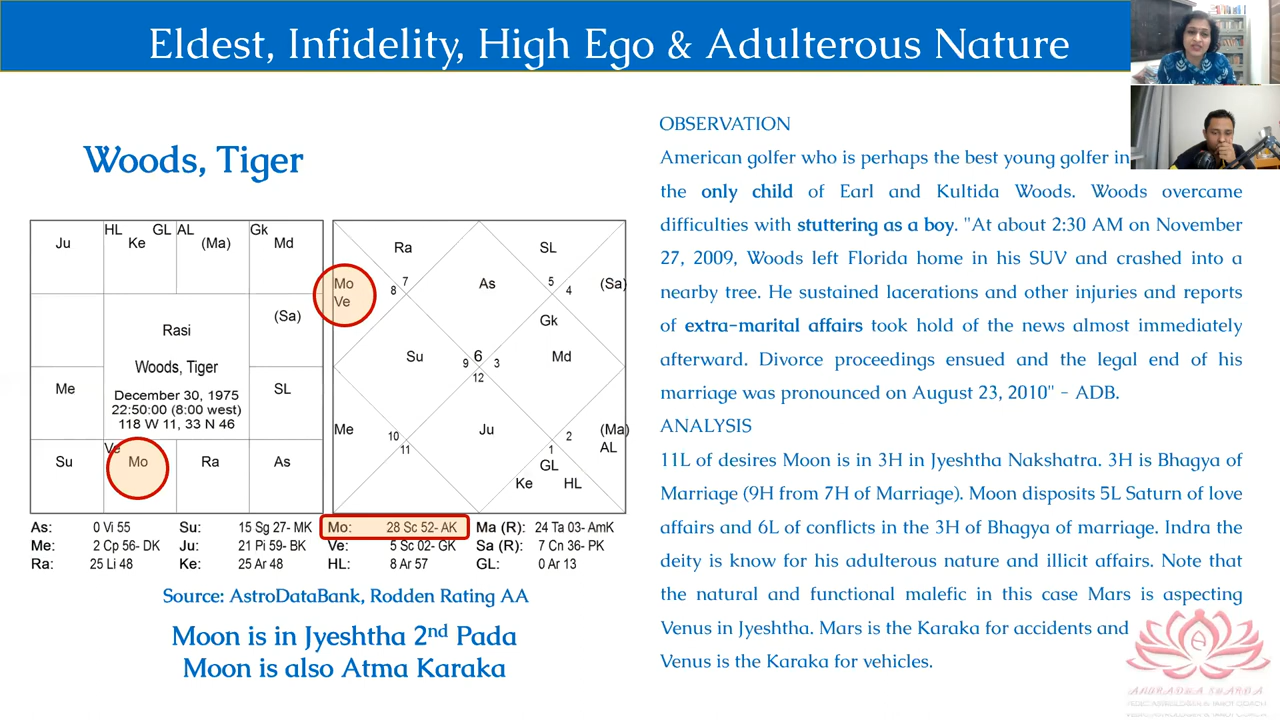 Eldest, Infidelity, High Ego & Adulterous Nature
Woods, Tiger
Ju
HL GL
Ke
AL
(Ma)
Gk
Md
(Sa)
Rasi
Woods, Tiger
December 30, 1975
22:50:00 (8:00 west)
118 W 11, 33 N 46
Me
SL
Su
Ve
Mo
Ra
As
Ra
SL
Mo
Ve
8
7
As
5
4
(Sa)
Gk
Su
9
6
3
12
Md
Me
10
11
Ju
2
1
(Ma)
AL
GL
Ke
HL
As: 0 Vi 55 Su: 15 Sg 27- MK Mo: 28 Sc 52- AK Ma (R): 24 Ta 03- AmK
Me: 2 Cp 56- DK Ju: 21 Pi 59- BK Ve: 5 Sc 02- GK Sa (R): 7 Cn 36- PK
Ra: 25 Li 48 Ke: 25 Ar 48 HL: 8 Ar 57 GL: 0 Ar 13
Source: AstroDataBank, Rodden Rating AA
Moon is in Jyeshtha 2nd Pada
Moon is also Atma Karaka
OBSERVATION
American golfer who is perhaps the best young golfer in
the only child of Earl and Kultida Woods. Woods overcame
difficulties with stuttering as a boy. "At about 2:30 AM on November
27, 2009, Woods left Florida home in his SUV and crashed into a
nearby tree. He sustained lacerations and other injuries and reports
of extra-marital affairs took hold of the news almost immediately
afterward. Divorce proceedings ensued and the legal end of his
marriage was pronounced on August 23, 2010" - ADB.
ANALYSIS
11L of desires Moon is in 3H in Jyeshtha Nakshatra. 3H is Bhagya of
Marriage (9H from 7H of Marriage). Moon disposits 5L Saturn of love
affairs and 6L of conflicts in the 3H of Bhagya of marriage. Indra the
deity is know for his adulterous nature and illicit affairs. Note that
the natural and functional malefic in this case Mars is aspecting
Venus in Jyeshtha. Mars is the Karaka for accidents and
Venus is the Karaka for vehicles.